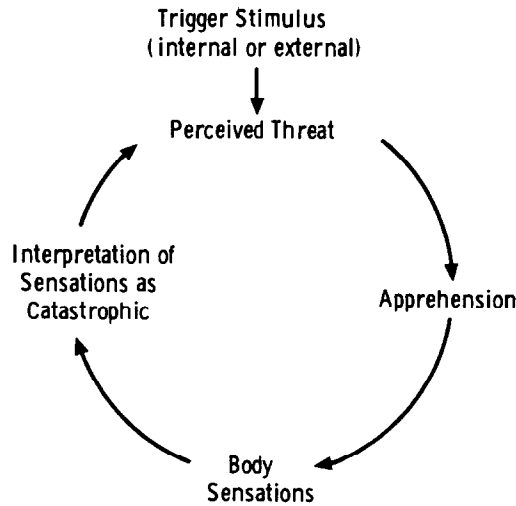 Trigger Stimulus
(internal or external)
Perceived Threat
Interpretation of
Sensations as
Catastrophic
Apprehension
Body
Sensations